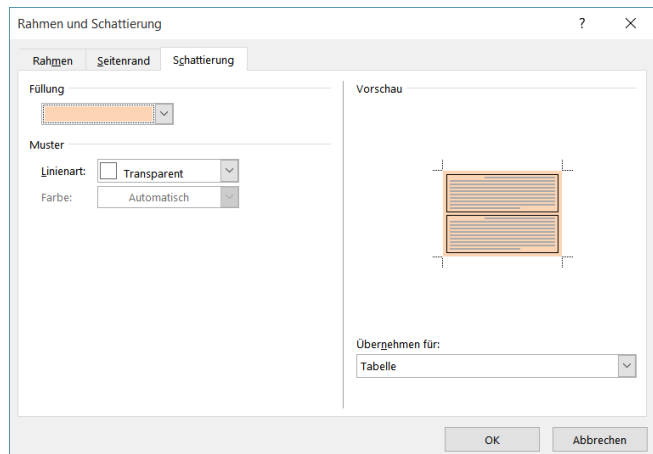 Rahmen und Schattierung ?
Rahmen Seitenrand Schattierung
Füllung
Muster
Linienart: Transparent
Farbe: Automatisch
Vorschau
Übernehmen für:
Tabelle
OK Abbrechen